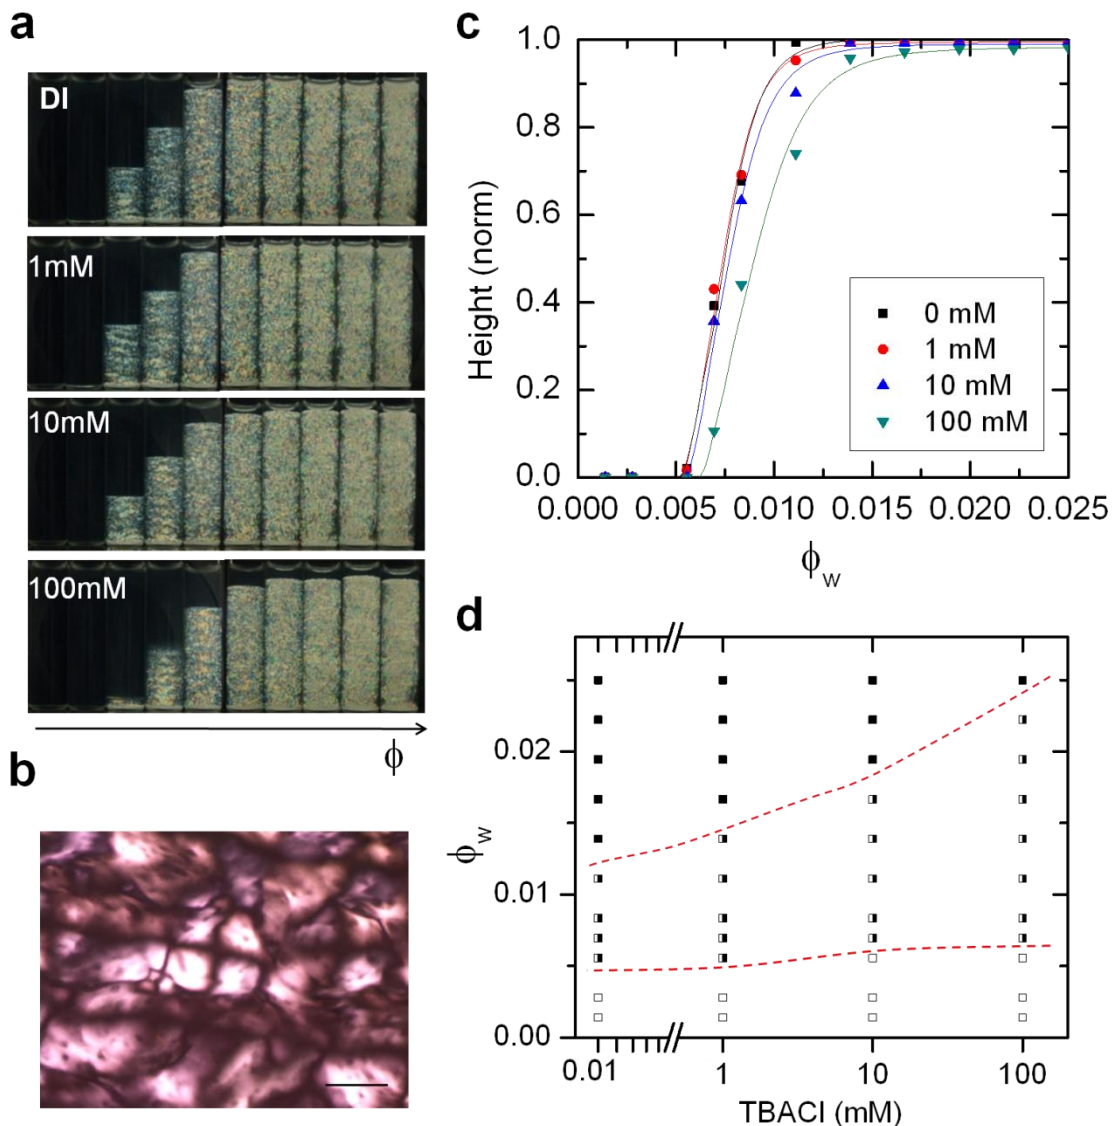 a
DI
1mM
10mM
100mM
ϕ
b
c
1.0
0.8
0.6
0.4
0.2
0.0
Height (norm)
0 mM
1 mM
10 mM
100 mM
0.000
0.005
0.010
0.015
0.020
0.025
ϕw
d
0.02
0.01
0.00
ϕw
0.01
1
10
100
TBACl (mM)